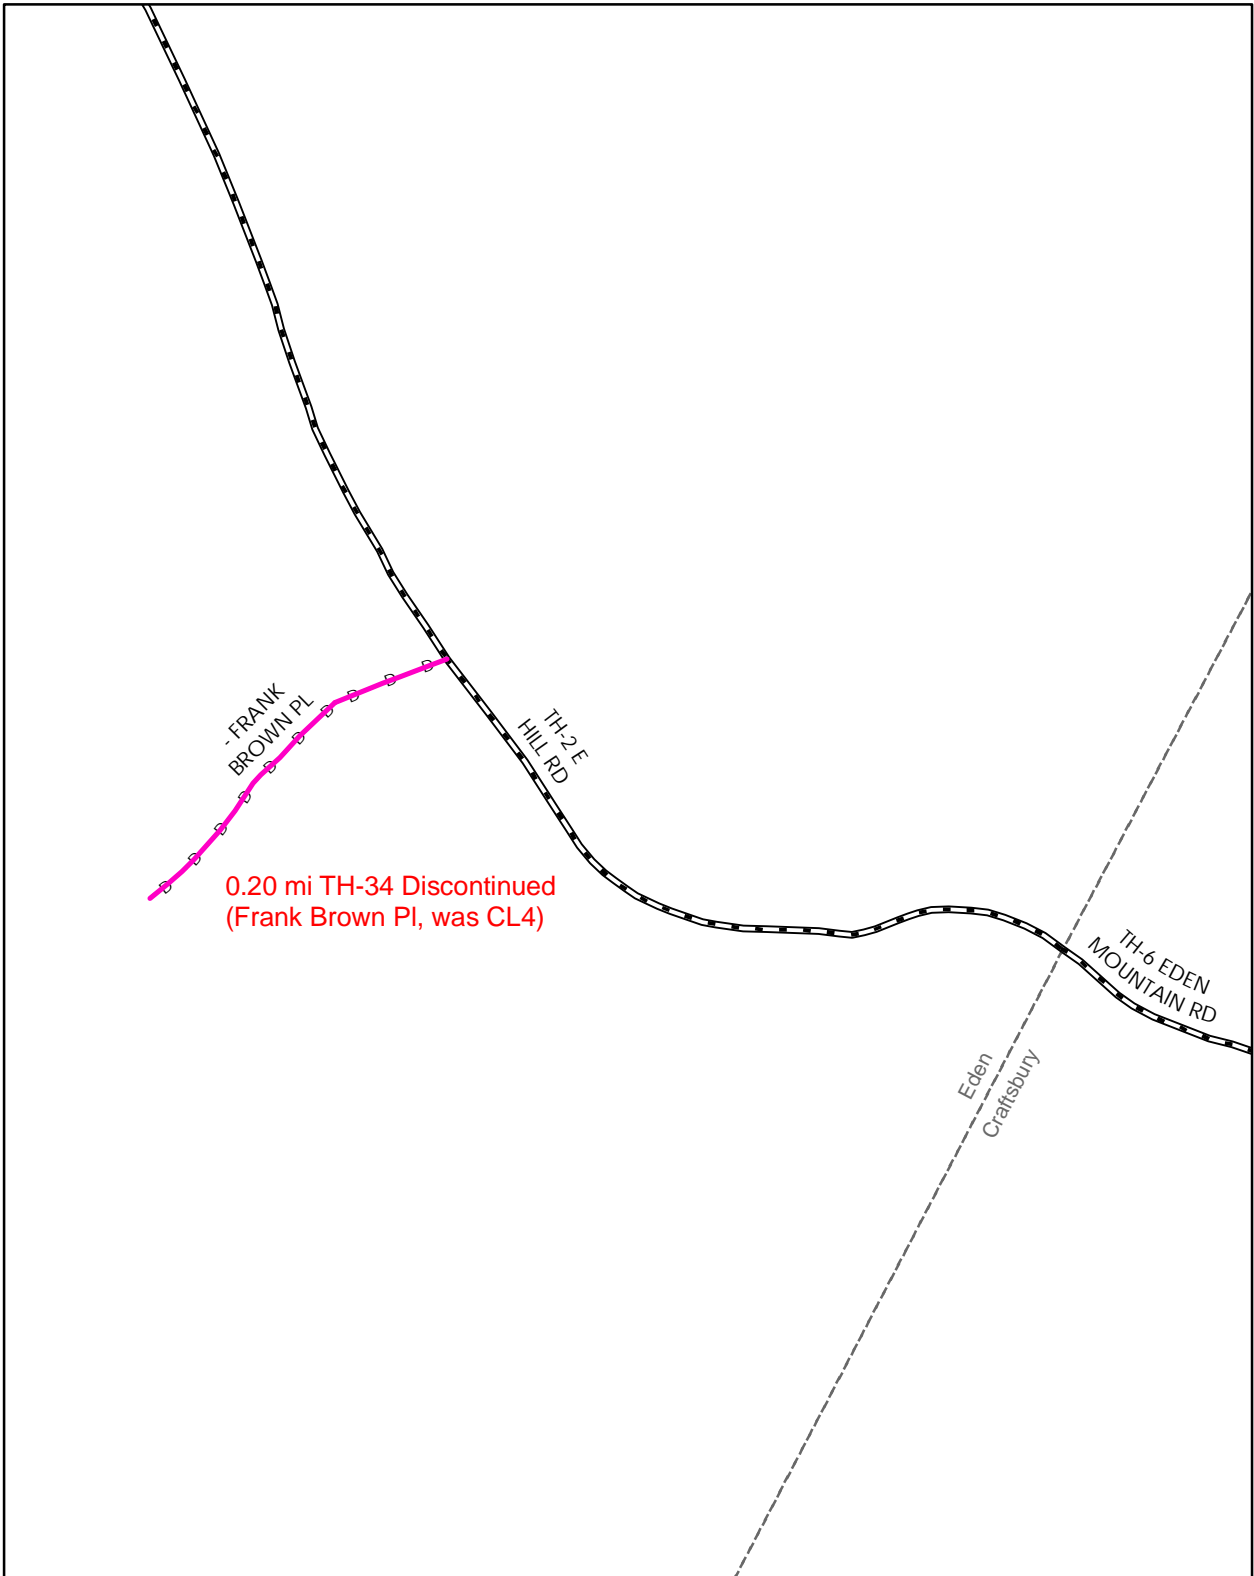 - FRANK
BROWN PL
TH-2 E
HILL RD
0.20 mi TH-34 Discontinued
(Frank Brown Pl, was CL4)
TH-6 EDEN
MOUNTAIN RD
Eden
Craftsbury
D
D
D
D
D
D
D
D
D
D